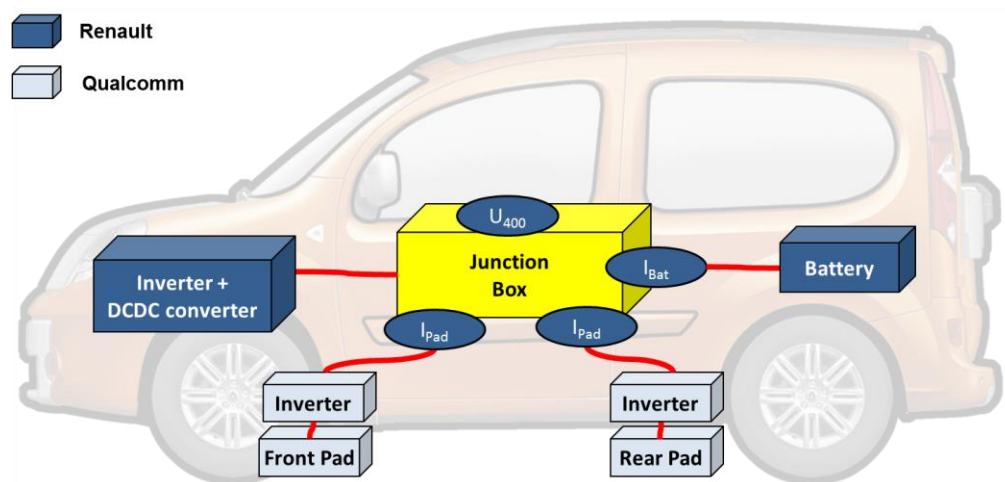 Renault
Qualcomm
U400
Junction
Box
IBat
Battery
Inverter +
DCDC converter
IPad
IPad
Inverter
Inverter
Front Pad
Rear Pad